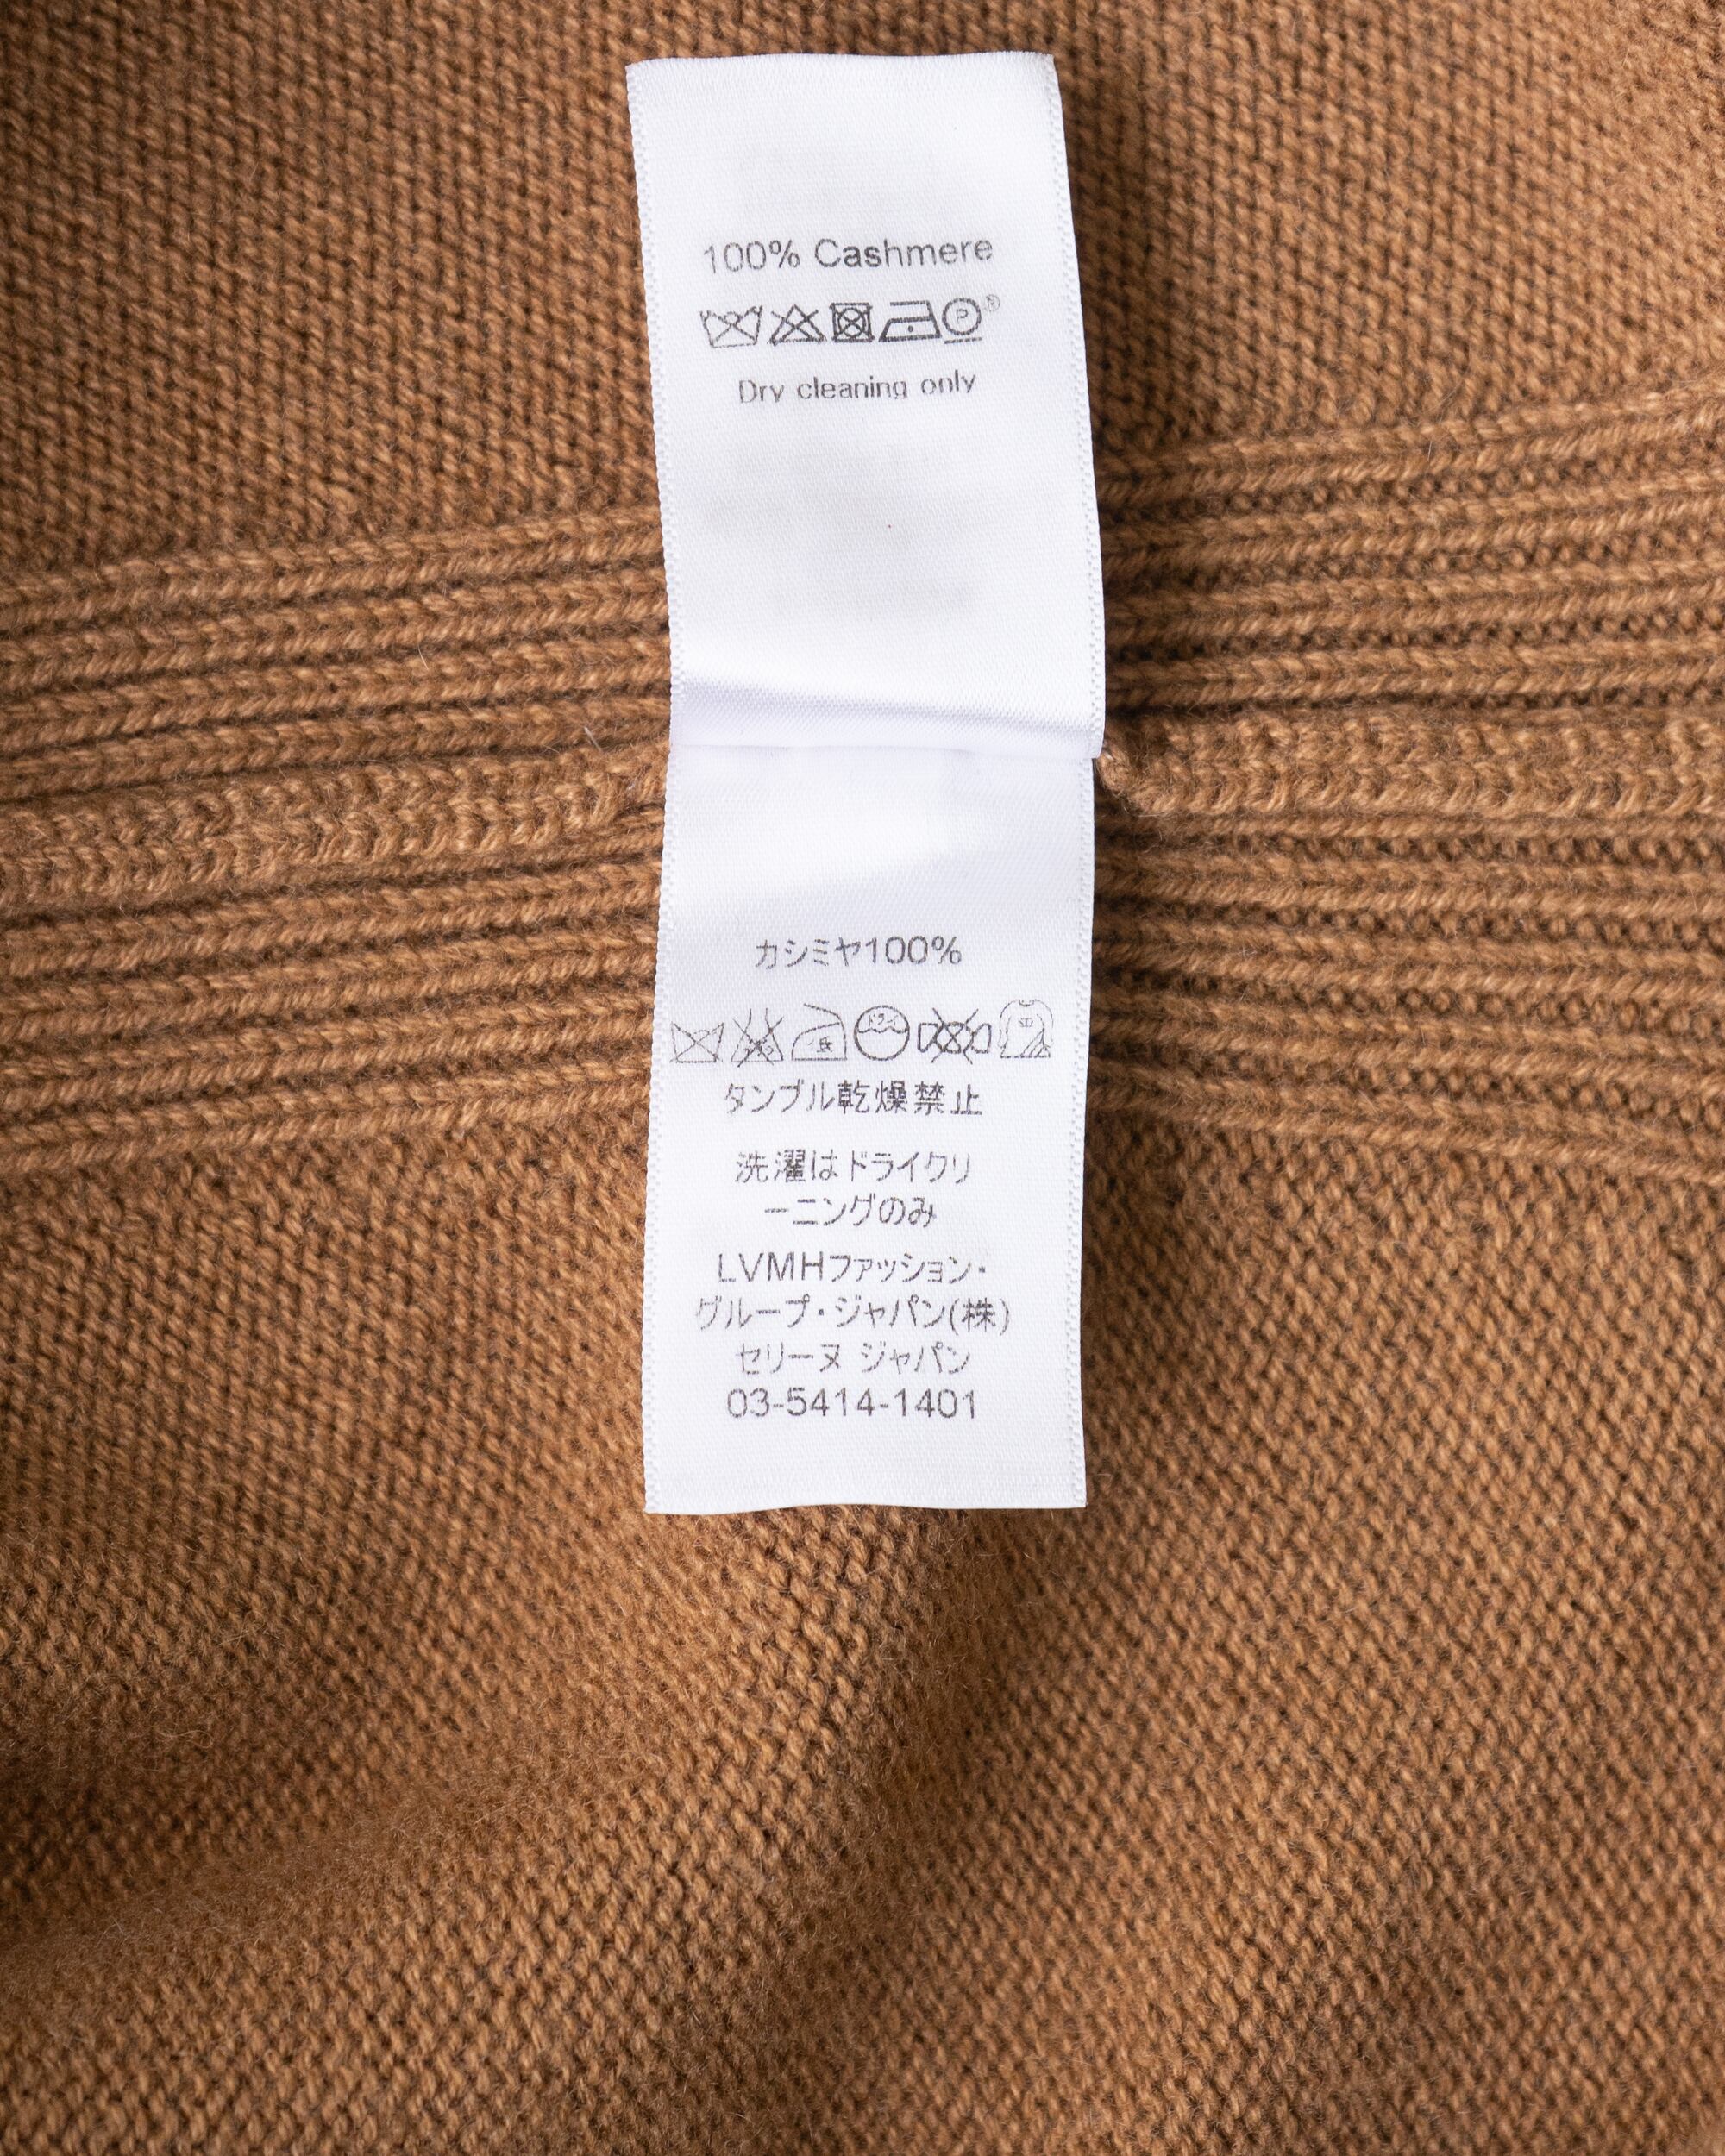 100% Cashmere
P ®
Dry cleaning only
カシミヤ100%
ドライ
タンブル乾燥禁止
洗濯はドライクリ
ーニングのみ
LVMHファッション・
グループ・ジャパン(株)
セリーヌ ジャパン
03-5414-1401